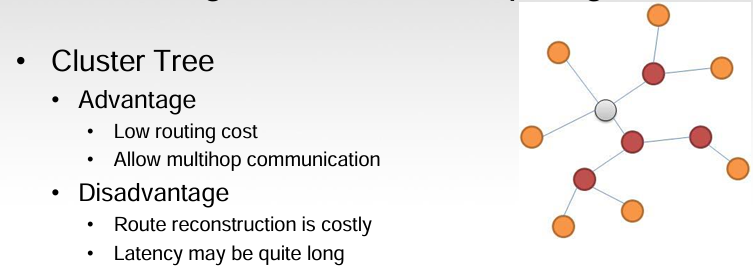 • Cluster Tree
• Advantage
• Low routing cost
• Allow multihop communication
• Disadvantage
• Route reconstruction is costly
• Latency may be quite long